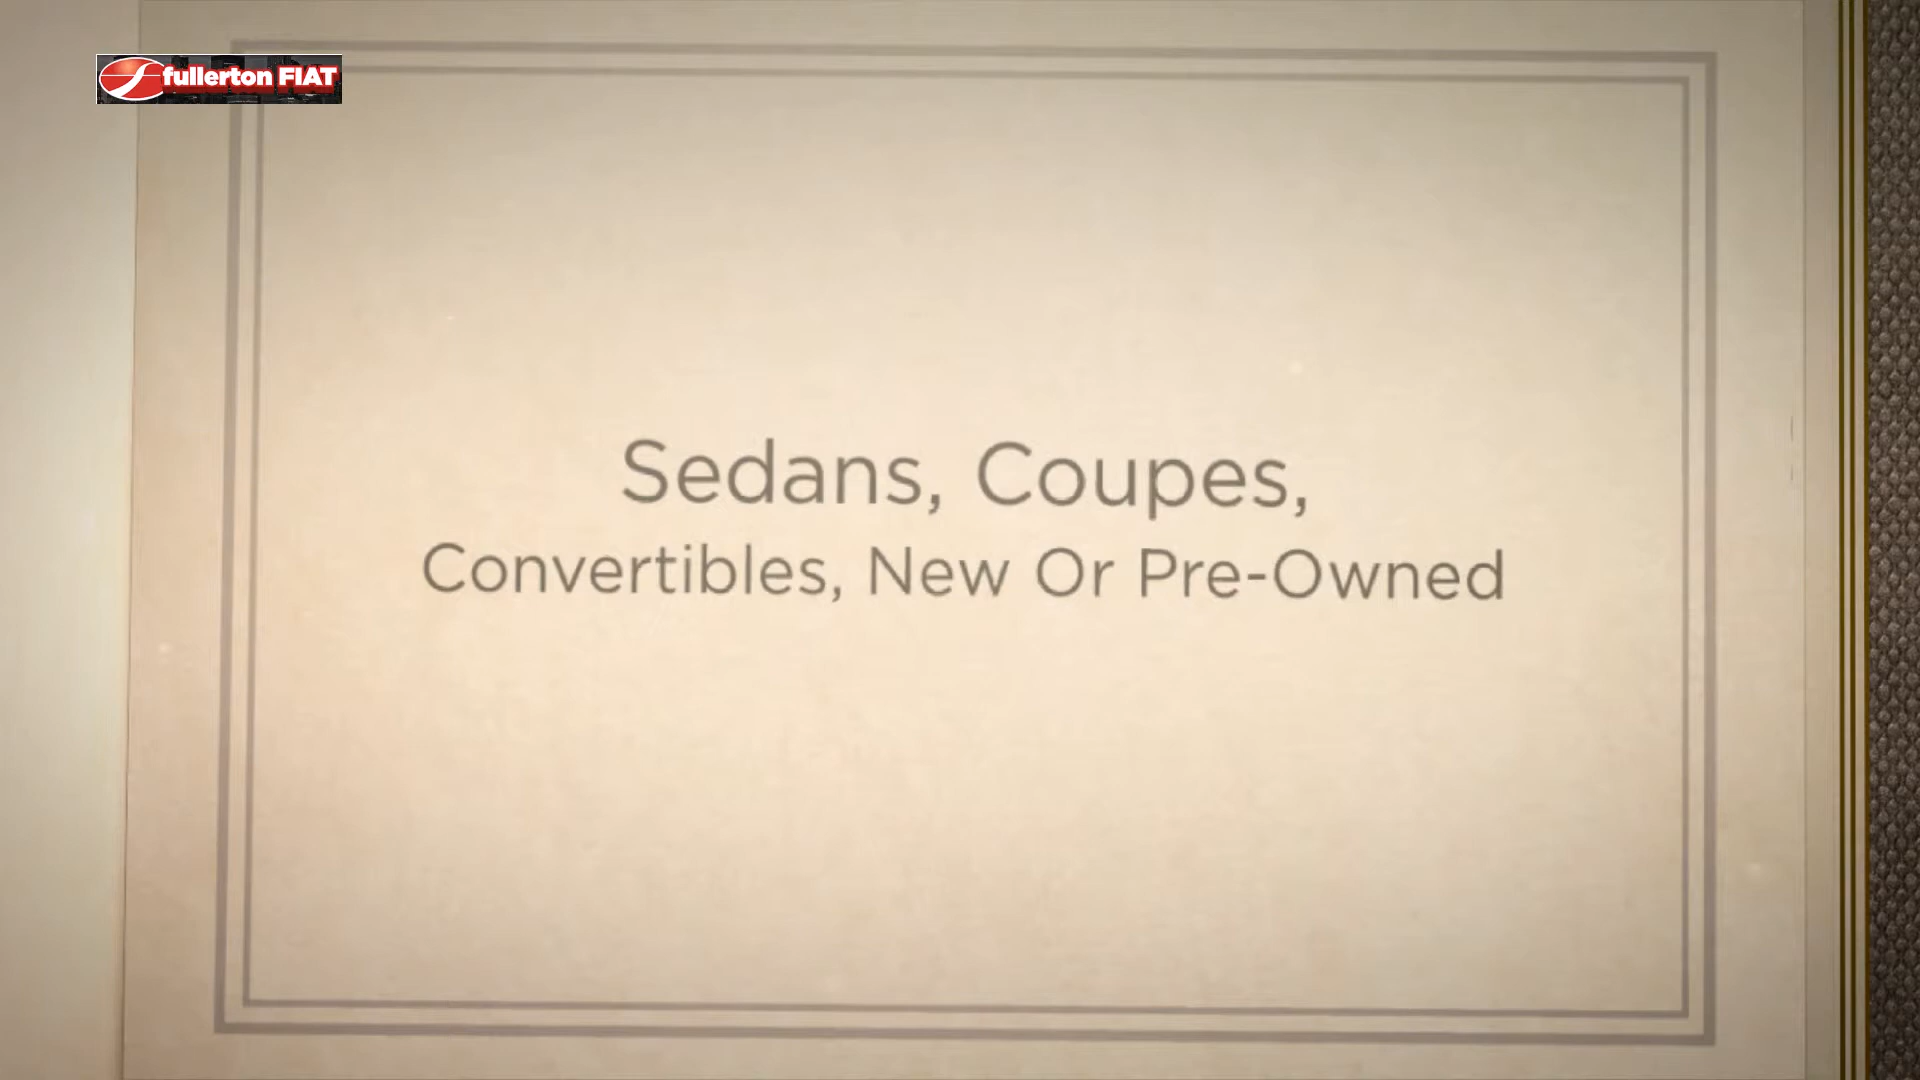 fullerton FIAT
Sedans, Coupes,
Convertibles, New Or Pre-Owned